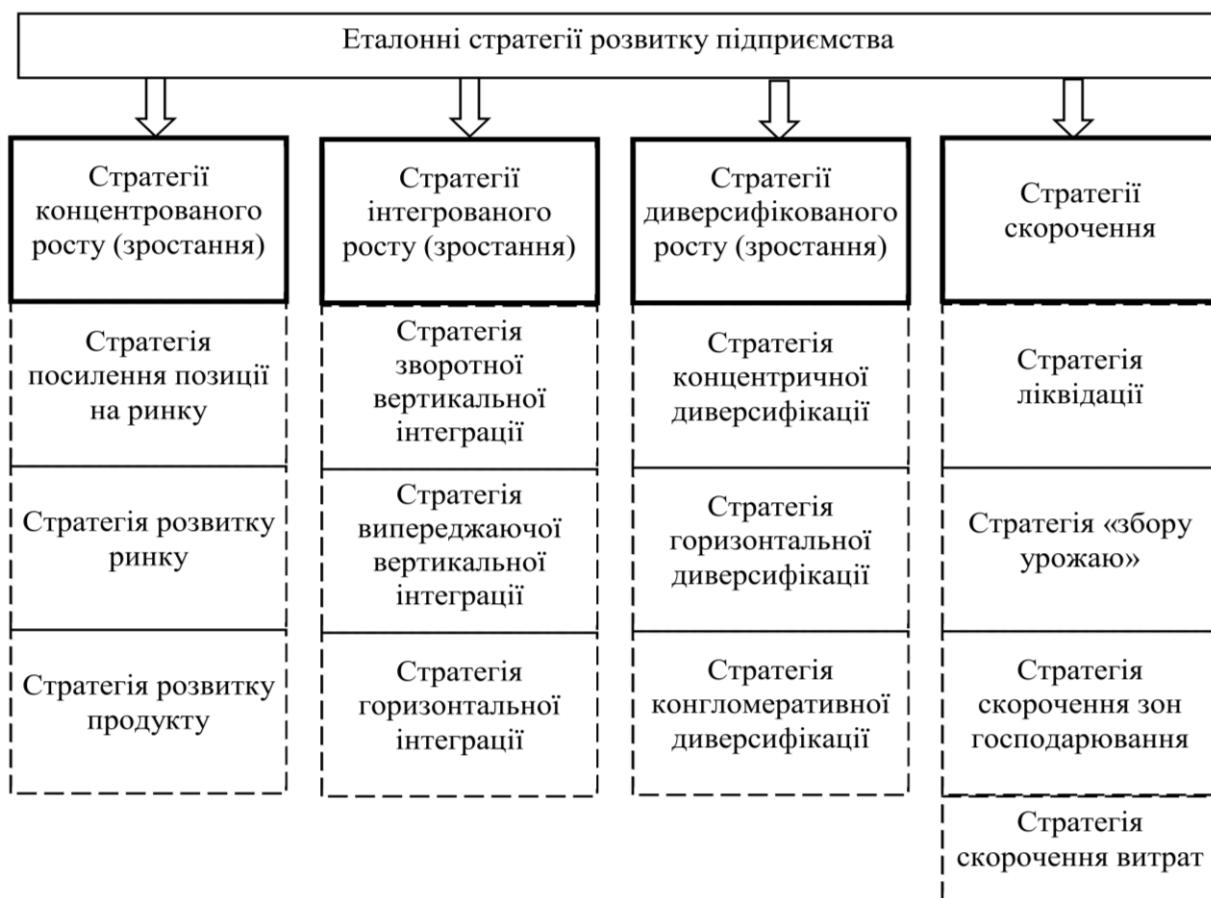 Еталонні стратегії розвитку підприємства
Стратегії
концентрованого
росту (зростання)
Стратегія
посилення позиції
на ринку
Стратегія розвитку
ринку
Стратегія розвитку
продукту
Стратегії
інтегрованого
росту (зростання)
Стратегія
зворотної
вертикальної
інтеграції
Стратегія
випереджаючої
вертикальної
інтеграції
Стратегія
горизонтальної
інтеграції
Стратегії
диверсифікованого
росту (зростання)
Стратегія
концентричної
диверсифікації
Стратегія
горизонтальної
диверсифікації
Стратегія
конгломеративної
диверсифікації
Стратегії
скорочення
Стратегія
ліквідації
Стратегія «збору
урожаю»
Стратегія
скорочення зон
господарювання
Стратегія
скорочення витрат